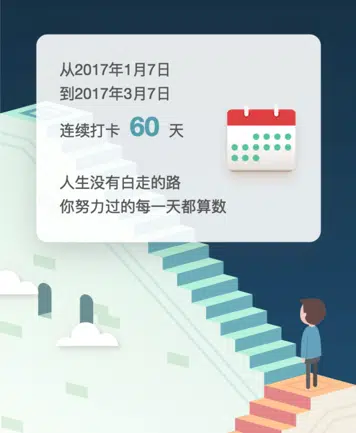 从2017年1月7日
到2017年3月7日
连续打卡 60 天
人生没有白走的路
你努力过的每一天都算数